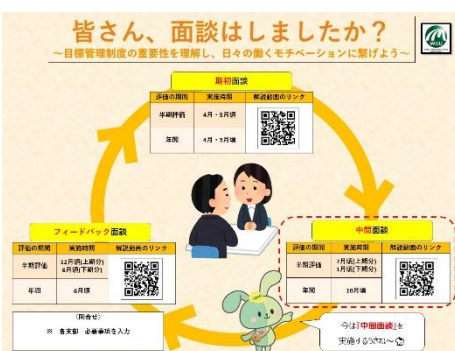 皆さん、面談はしましたか？
～目標管理制度の重要性を理解し、日々の働くモチベーションに繋げよう～
WCU
期初面談
評価の期間 実施時期 解説動画のリンク
半期評価 4月・5月頃
年間 4月・5月頃
フィードバック面談
評価の期間 実施時期 解説動画のリンク
半期評価 12月頃(上期分)
6月頃(下期分)
年間 6月頃
中間面談
評価の期間 実施時期 解説動画のリンク
半期評価 7月頃(上期分)
1月頃(下期分)
年間 10月頃
(問合せ)
※ 各支部 必要事項を入力
今は『中間面談』を
実施するうさね～